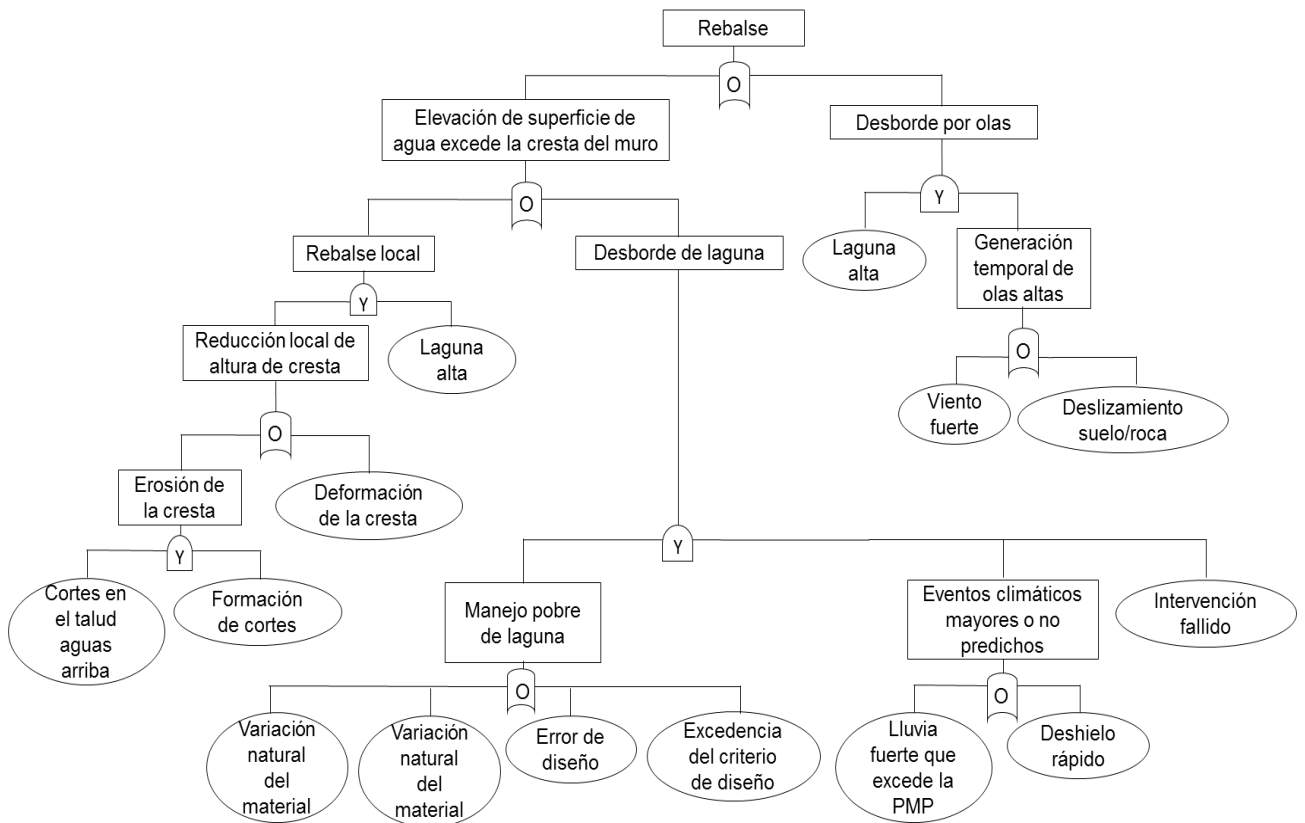 Rebalse
O
Elevación de superficie de
agua excede la cresta del muro
Desborde por olas
O
Y
Rebalse local
Desborde de laguna
Laguna
alta
Generación
temporal de
olas altas
Y
Reducción local de
altura de cresta
Laguna
alta
O
Viento
fuerte
Deslizamiento
suelo/roca
O
Erosión de
la cresta
Deformación
de la cresta
Y
Y
Cortes en
el talud
aguas
arriba
Formación
de cortes
Manejo pobre
de laguna
Eventos climáticos
mayores o no
predichos
Intervención
fallido
O
O
Variación
natural
del
material
Variación
natural
del
material
Error de
diseño
Excedencia
del criterio
de diseño
Lluvia
fuerte que
excede la
PMP
Deshielo
rápido